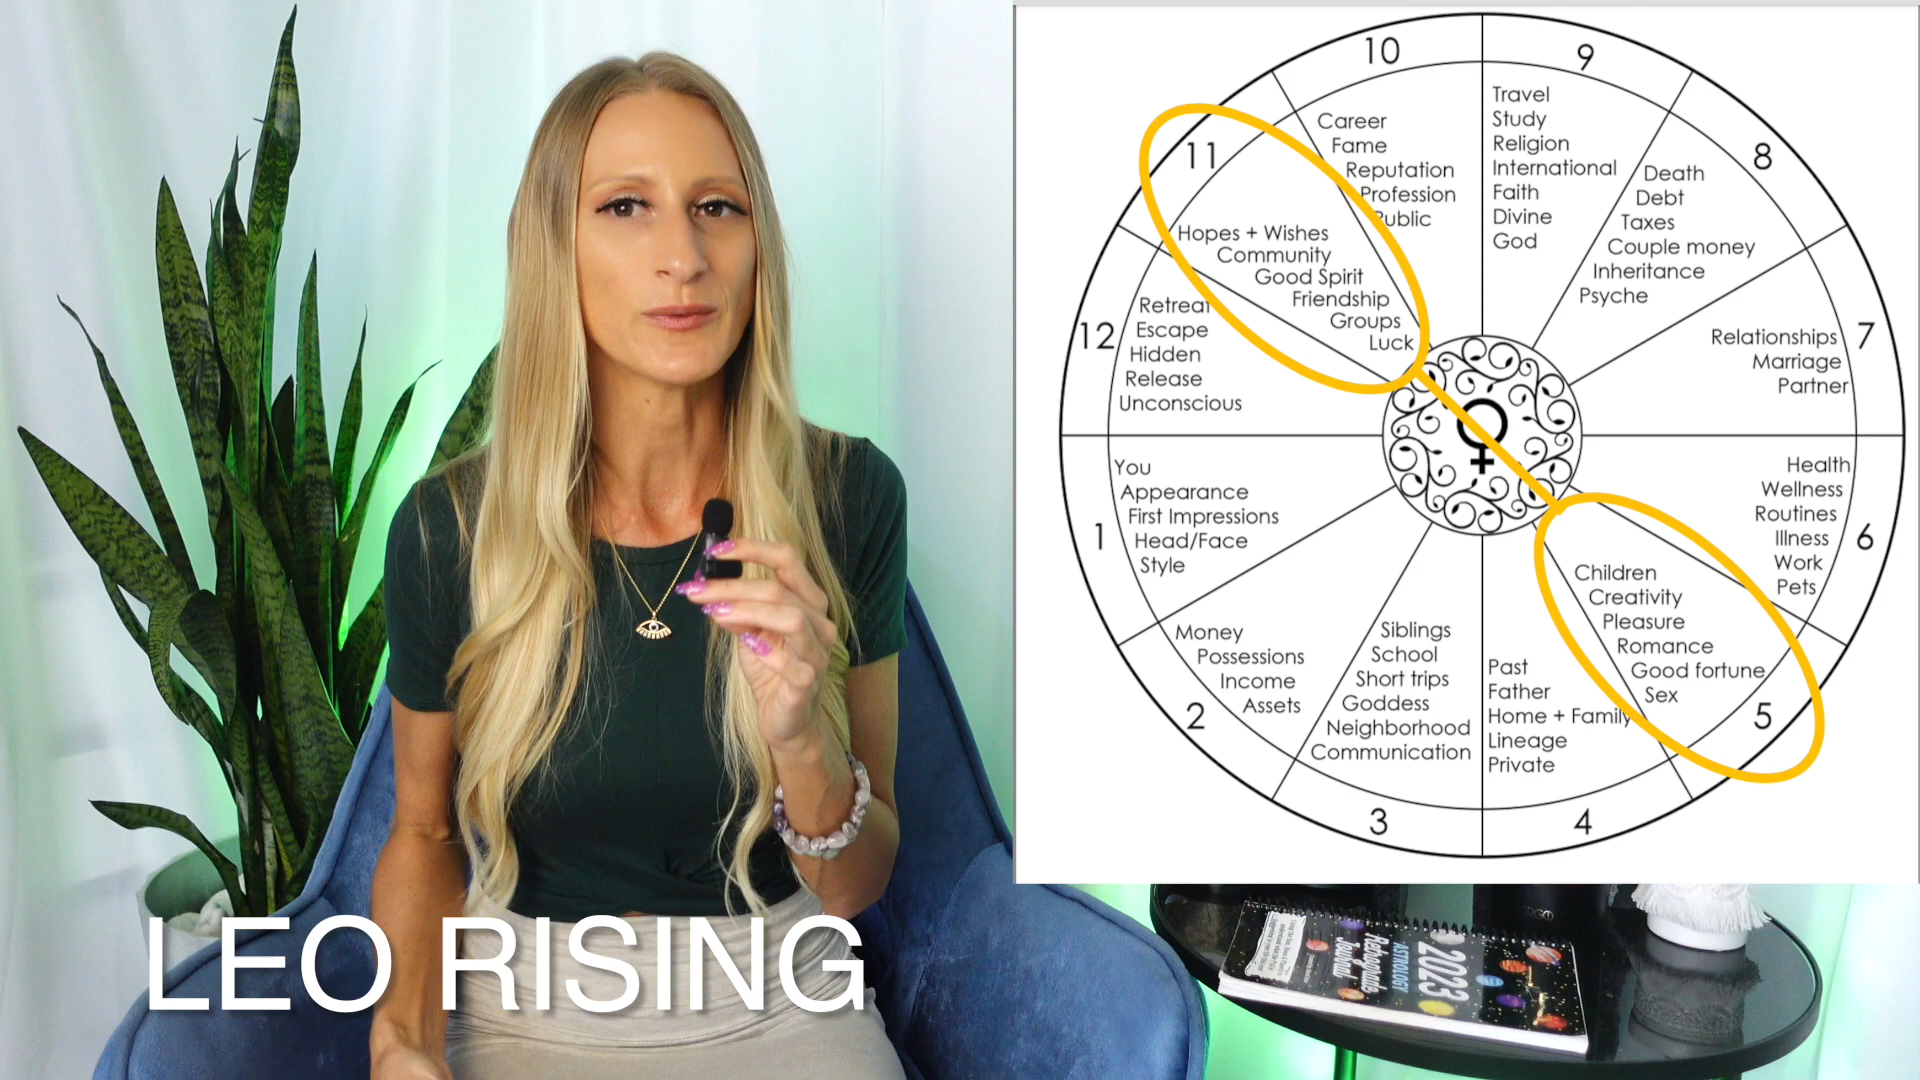 10
9
Career
Fame
Reputation
Profession
Public
Travel
Study
Religion
International
Faith
Divine
God
11
8
Hopes + Wishes
Community
Good Spirit
Friendship
Groups
Luck
Death
Debt
Taxes
Couple money
Inheritance
Psyche
12
Retreat
Escape
Hidden
Release
Unconscious
Relationships
Marriage
Partner
7
1
You
Appearance
First Impressions
Head/Face
Style
Health
Wellness
Routines
Illness
Work
Pets
6
Money
Possessions
Income
Assets
2
Siblings
School
Short trips
Goddess
Neighborhood
Communication
3
Past
Father
Home + Family
Lineage
Private
4
Children
Creativity
Pleasure
Romance
Good fortune
Sex
5
LEO RISING
2023
ASTROLOGY
Retrograde
Journal